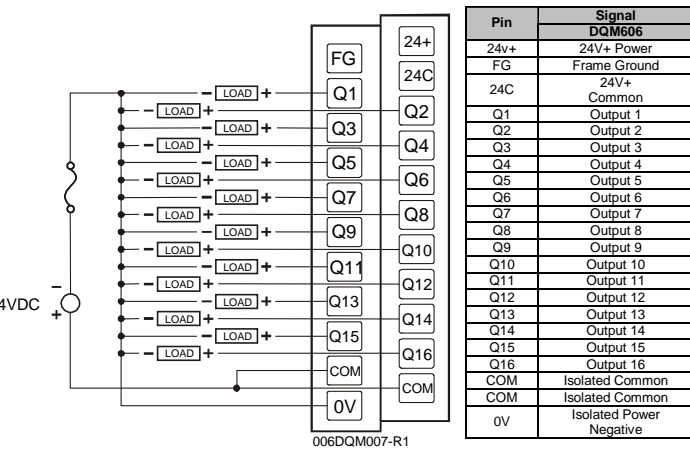 24+
FG
24C
– LOAD + Q1
– LOAD + Q2
– LOAD + Q3
– LOAD + Q4
– LOAD + Q5
– LOAD + Q6
– LOAD + Q7
– LOAD + Q8
– LOAD + Q9
– LOAD + Q10
– LOAD + Q11
– LOAD + Q12
– LOAD + Q13
– LOAD + Q14
– LOAD + Q15
– LOAD + Q16
–
4VDC
+
COM
COM
0V
006DQM007-R1
Pin Signal
DQM606
24v+ 24V+ Power
FG Frame Ground
24C 24V+
Common
Q1 Output 1
Q2 Output 2
Q3 Output 3
Q4 Output 4
Q5 Output 5
Q6 Output 6
Q7 Output 7
Q8 Output 8
Q9 Output 9
Q10 Output 10
Q11 Output 11
Q12 Output 12
Q13 Output 13
Q14 Output 14
Q15 Output 15
Q16 Output 16
COM Isolated Common
COM Isolated Common
0V Isolated Power
Negative